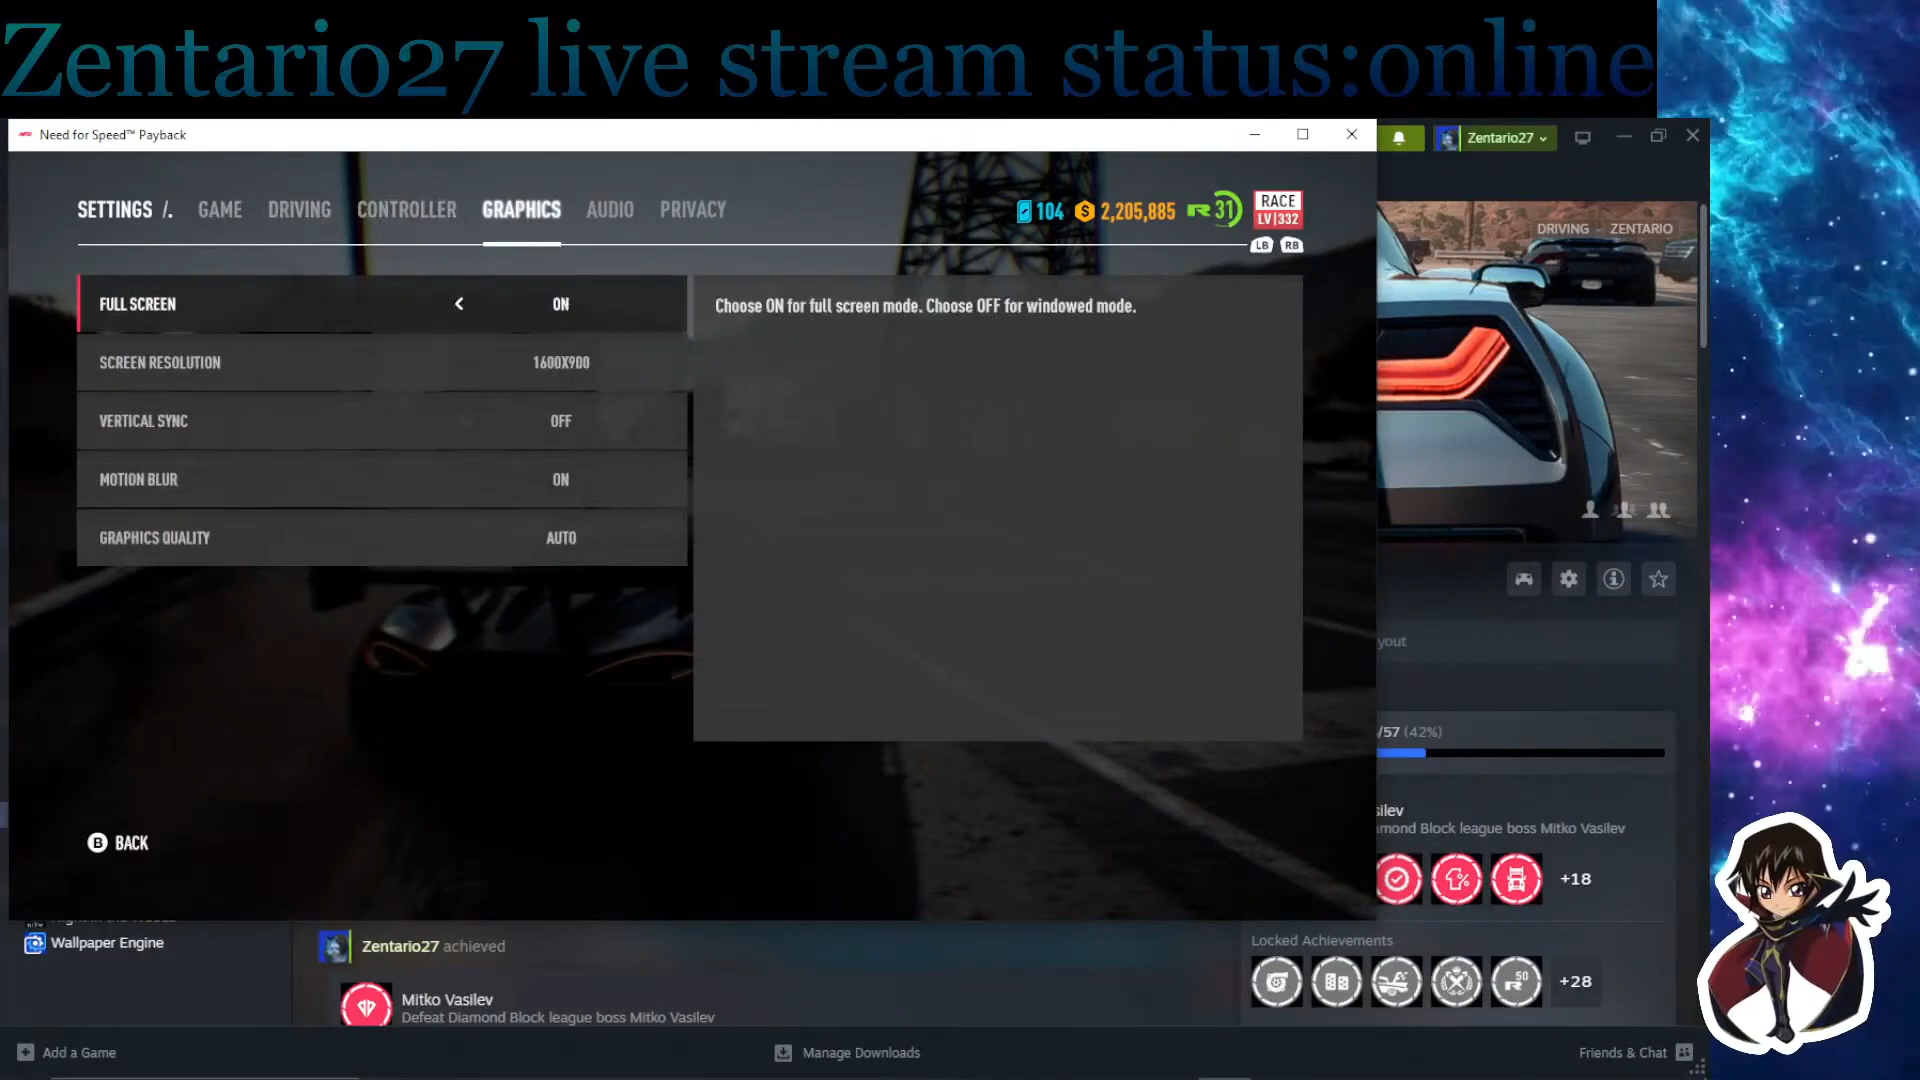 Zentario27 live stream status:online
Need for Speed™ Payback
Zentario27
SETTINGS /. GAME DRIVING CONTROLLER GRAPHICS AUDIO PRIVACY
104 2,205,885 R 31 RACE
LV|332
LB RB
DRIVING - ZENTARIO
FULL SCREEN ON
Choose ON for full screen mode. Choose OFF for windowed mode.
SCREEN RESOLUTION 1600X900
VERTICAL SYNC OFF
MOTION BLUR ON
GRAPHICS QUALITY AUTO
yout
/57 (42%)
silev
mond Block league boss Mitko Vasilev
+18
B BACK
Wallpaper Engine
Zentario27 achieved
Mitko Vasilev
Defeat Diamond Block league boss Mitko Vasilev
Locked Achievements
50
R
+28
Add a Game
Manage Downloads
Friends & Chat